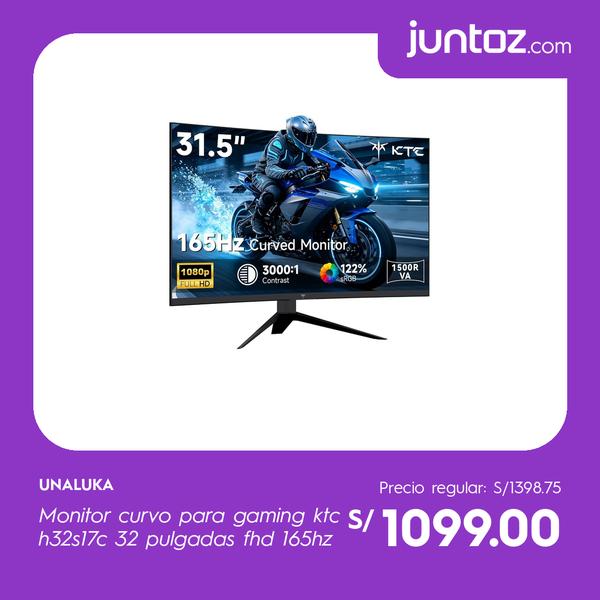 juntoz.com
31.5"
KTC
165Hz Curved Monitor
1080p
FULL HD
3000:1
Contrast
122%
sRGB
1500R
VA
UNALUKA
Monitor curvo para gaming ktc
h32s17c 32 pulgadas fhd 165hz
Precio regular: S/1398.75
S/ 1099.00